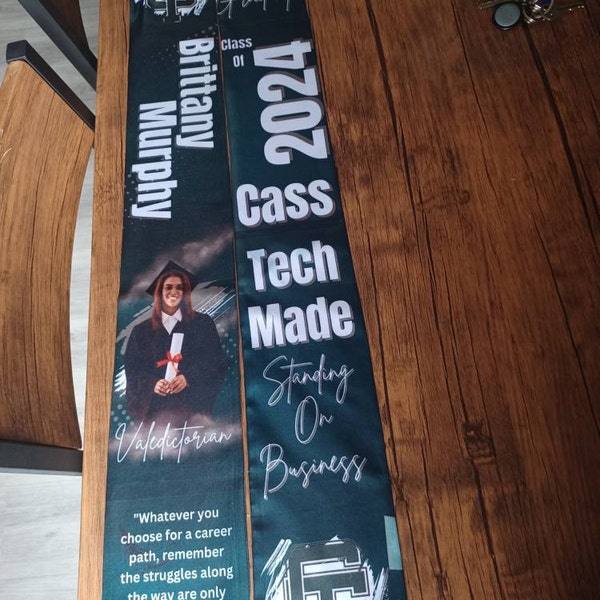 Brittany
Murphy
Valedictorian
"Whatever you
choose for a career
path, remember
the struggles along
the way are only
Class
Of
2024
Cass
Tech
Made
Standing
On
Business